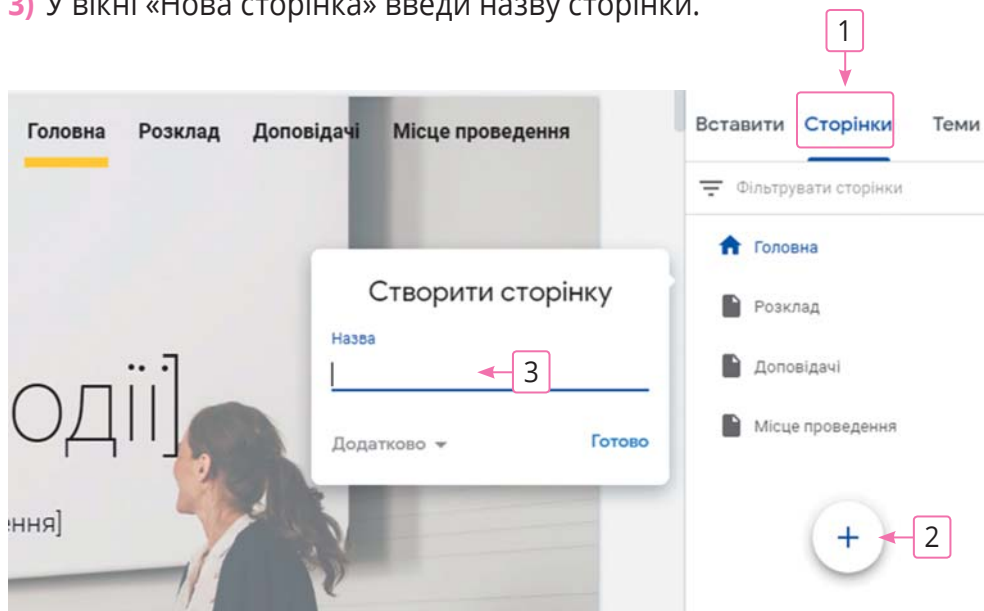 3) У вікні «Нова сторінка» введи назву сторінки.
1
Головна Розклад Доповідачі Місце проведення
Вставити Сторінки Теми
Фільтрувати сторінки
Головна
Створити сторінку
Розклад
Назва
3
Доповідачі
одії]
Місце проведення
Додатково Готово
ння]
+
2